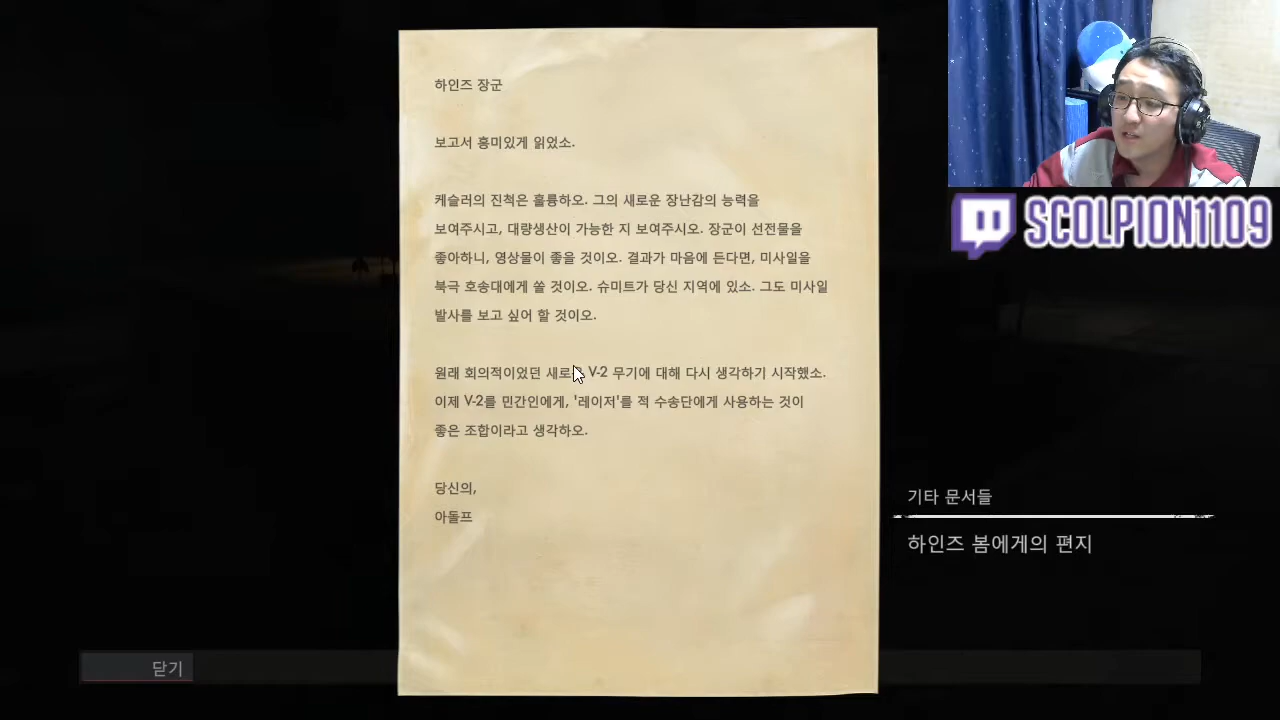 하인즈 장군
보고서 흥미있게 읽었소.
케슬러의 진척은 훌륭하오. 그의 새로운 장난감의 능력을
보여주시고, 대량생산이 가능한 지 보여주시오. 장군이 선전물을
좋아하니, 영상물이 좋을 것이오. 결과가 마음에 든다면, 미사일을
북극 호송대에게 쓸 것이오. 슈미트가 당신 지역에 있소. 그도 미사일
발사를 보고 싶어 할 것이오.
원래 회의적이었던 V-2 무기에 대해 다시 생각하기 시작했소.
이제 V-2를 민간인에게, '레이저'를 적 수송단에게 사용하는 것이
좋은 조합이라고 생각하오.
당신의,
아돌프
SCOLPION1109
기타 문서들
하인즈 봄에게의 편지
닫기